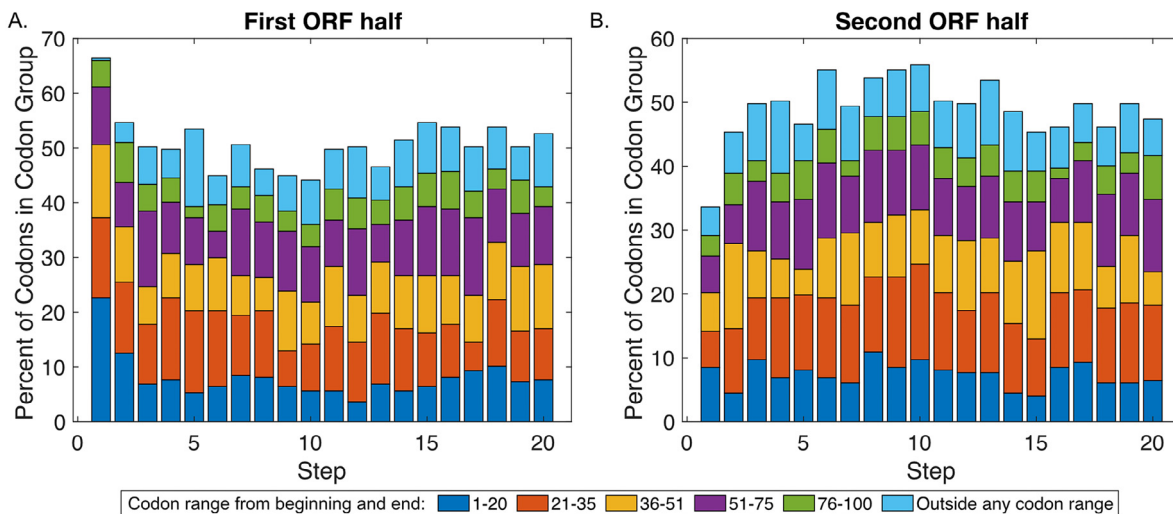 A.
First ORF half
Percent of Codons in Codon Group
70
60
50
40
30
20
10
0
0 5 10 15 20
Step
B.
Second ORF half
Percent of Codons in Codon Group
60
50
40
30
20
10
0
0 5 10 15 20
Step
Codon range from beginning and end: 1-20 21-35 36-51 51-75 76-100 Outside any codon range